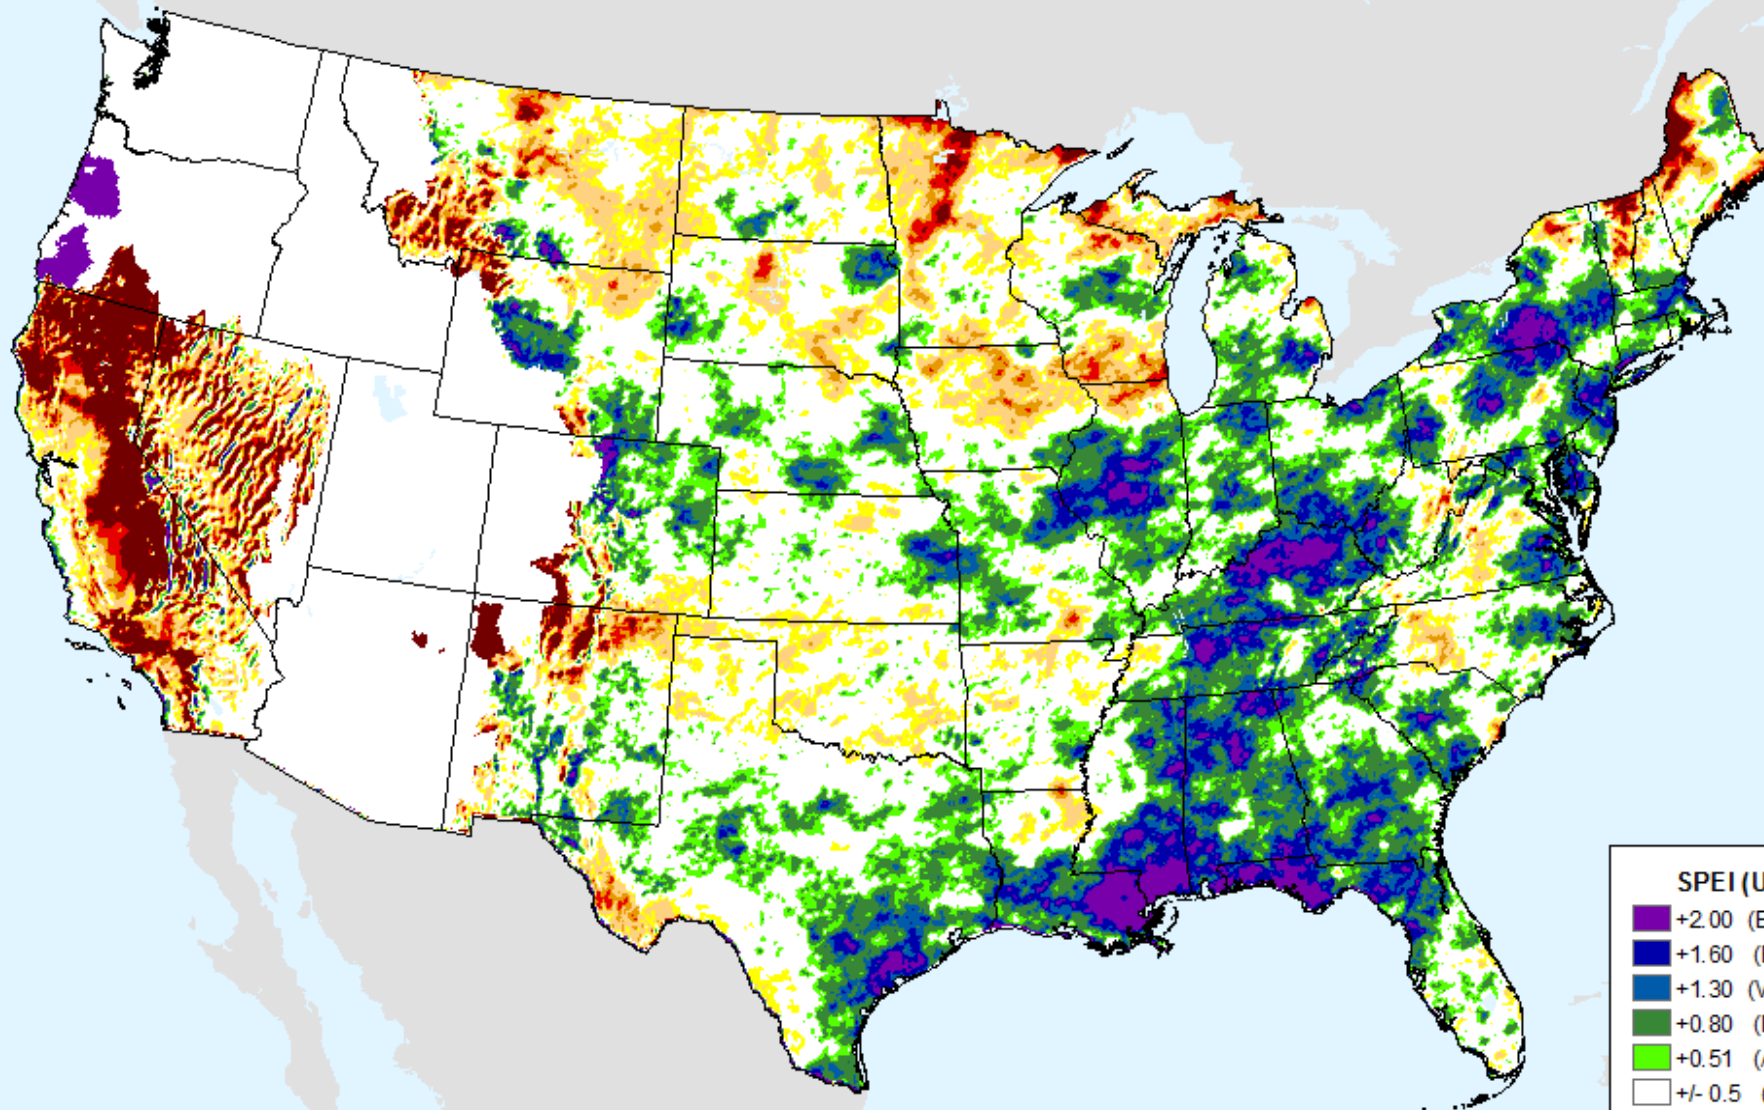 SPEI (U
+2.00 (E
+1.60 (
+1.30 (V
+0.80 (
+0.51 (
+/- 0.5 (